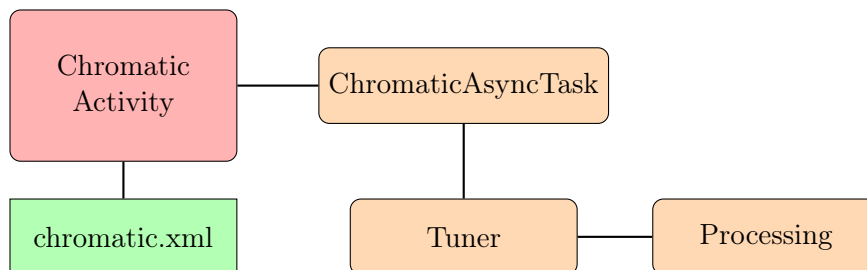 Chromatic
Activity
ChromaticAsyncTask
chromatic.xml
Tuner
Processing